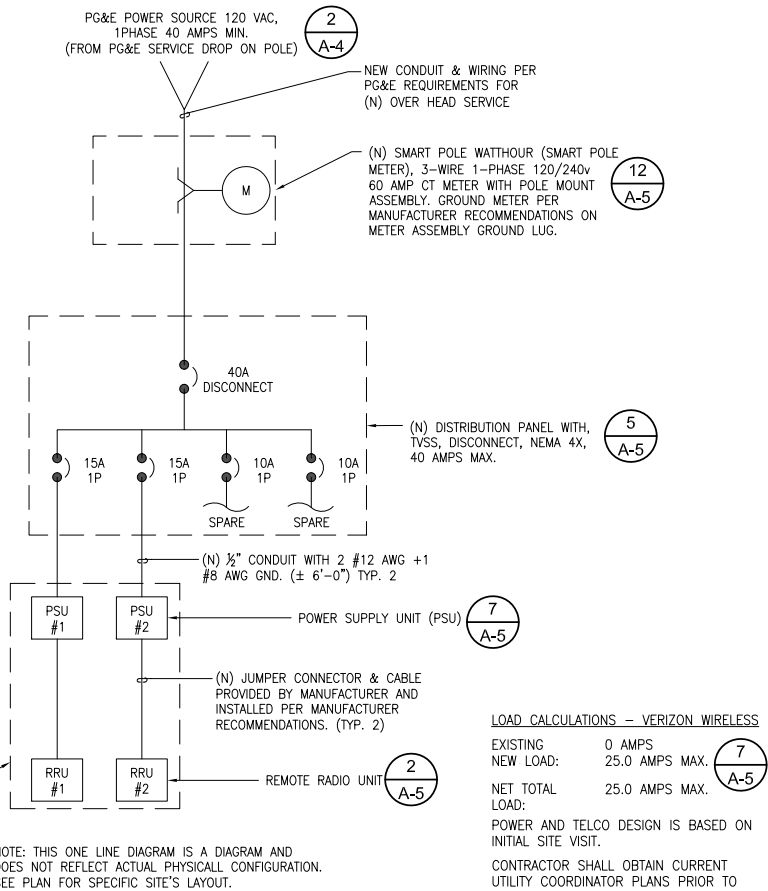 PG&E POWER SOURCE 120 VAC,
1PHASE 40 AMPS MIN.
(FROM PG&E SERVICE DROP ON POLE)
2
A-4
NEW CONDUIT & WIRING PER
PG&E REQUIREMENTS FOR
(N) OVER HEAD SERVICE
M
(N) SMART POLE WATTHOUR (SMART POLE
METER), 3-WIRE 1-PHASE 120/240v
60 AMP CT METER WITH POLE MOUNT
ASSEMBLY. GROUND METER PER
MANUFACTURER RECOMMENDATIONS ON
METER ASSEMBLY GROUND LUG.
12
A-5
40A
DISCONNECT
15A
1P
15A
1P
10A
1P
10A
1P
SPARE
SPARE
(N) DISTRIBUTION PANEL WITH,
TVSS, DISCONNECT, NEMA 4X,
40 AMPS MAX.
5
A-5
(N) ½" CONDUIT WITH 2 #12 AWG +1
#8 AWG GND. (± 6'-0") TYP. 2
PSU
#1
PSU
#2
POWER SUPPLY UNIT (PSU)
7
A-5
(N) JUMPER CONNECTOR & CABLE
PROVIDED BY MANUFACTURER AND
INSTALLED PER MANUFACTURER
RECOMMENDATIONS. (TYP. 2)
RRU
#1
RRU
#2
REMOTE RADIO UNIT
2
A-5
LOAD CALCULATIONS - VERIZON WIRELESS
EXISTING 0 AMPS
NEW LOAD: 25.0 AMPS MAX.
7
A-5
NET TOTAL 25.0 AMPS MAX.
LOAD:
POWER AND TELCO DESIGN IS BASED ON
INITIAL SITE VISIT.
CONTRACTOR SHALL OBTAIN CURRENT
UTILITY COORDINATOR PLANS PRIOR TO
NOTE: THIS ONE LINE DIAGRAM IS A DIAGRAM AND
DOES NOT REFLECT ACTUAL PHYSICALL CONFIGURATION.
SEE PLAN FOR SPECIFIC SITE'S LAYOUT.